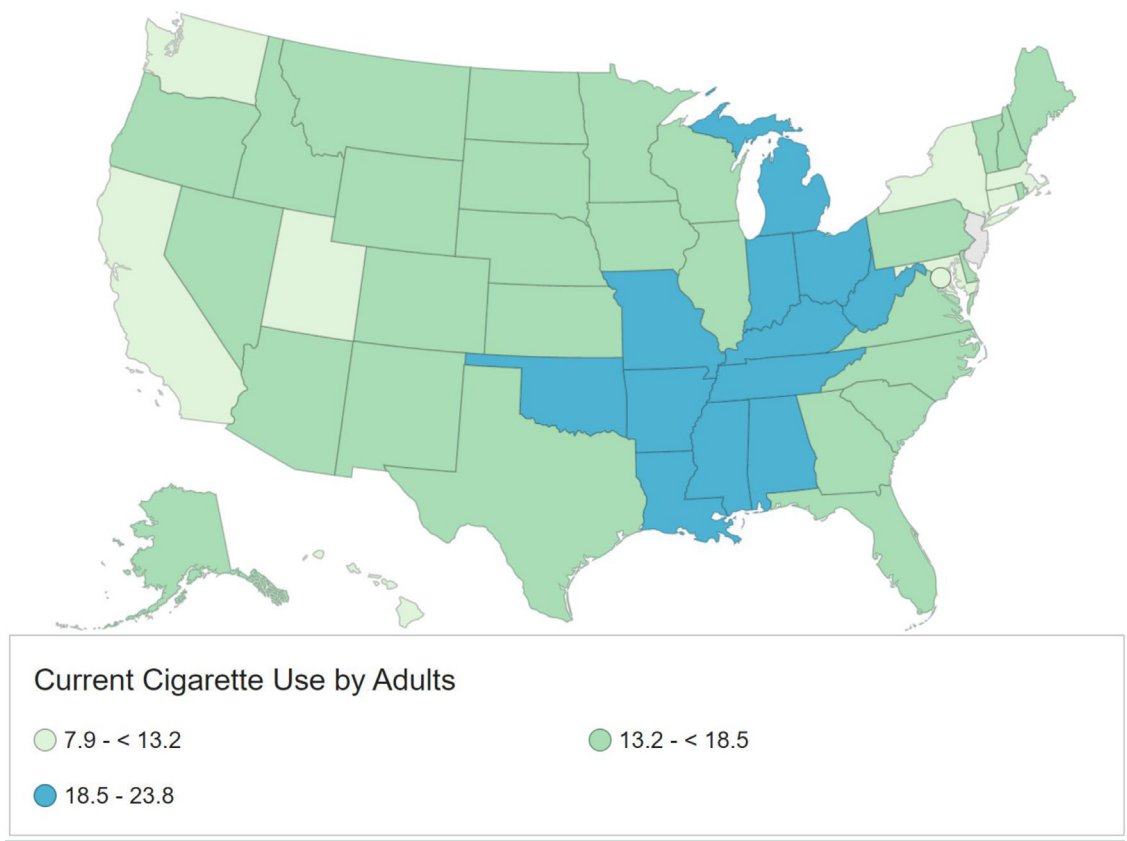 Current Cigarette Use by Adults
7.9 - < 13.2
13.2 - < 18.5
18.5 - 23.8